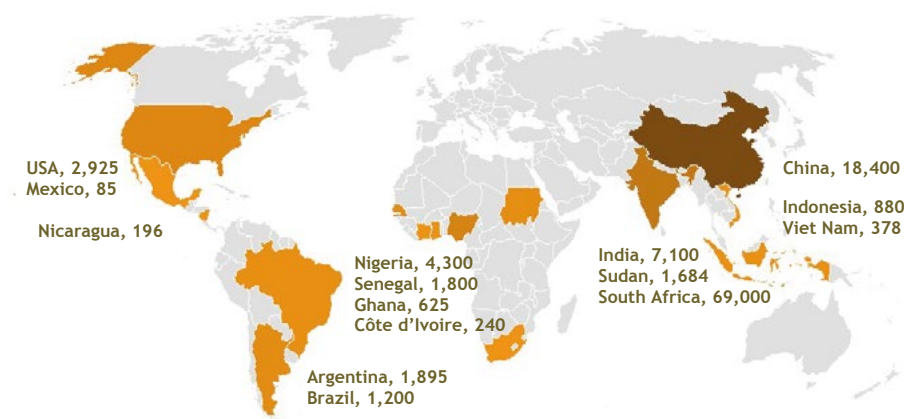 USA, 2,925
Mexico, 85
Nicaragua, 196
Argentina, 1,895
Brazil, 1,200
Nigeria, 4,300
Senegal, 1,800
Ghana, 625
Côte d’Ivoire, 240
India, 7,100
Sudan, 1,684
South Africa, 69,000
China, 18,400
Indonesia, 880
Viet Nam, 378